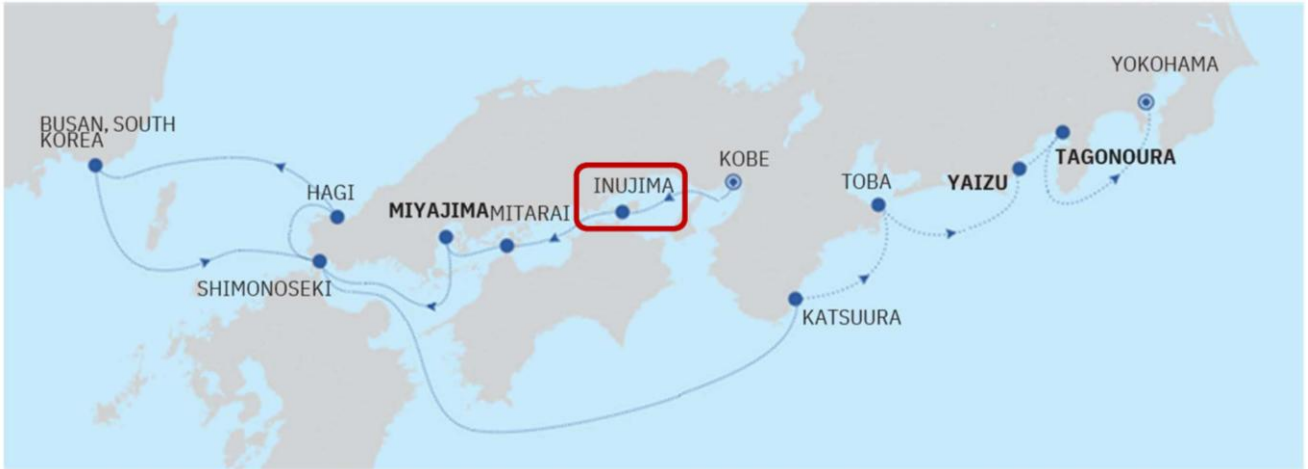 YOKOHAMA
BUSAN, SOUTH
KOREA
TAGONOURA
KOBE
HAGI
INUJIMA
TOBA
YAIZU
MIYAJIMA
MITARAI
SHIMONOSEKI
KATSUURA